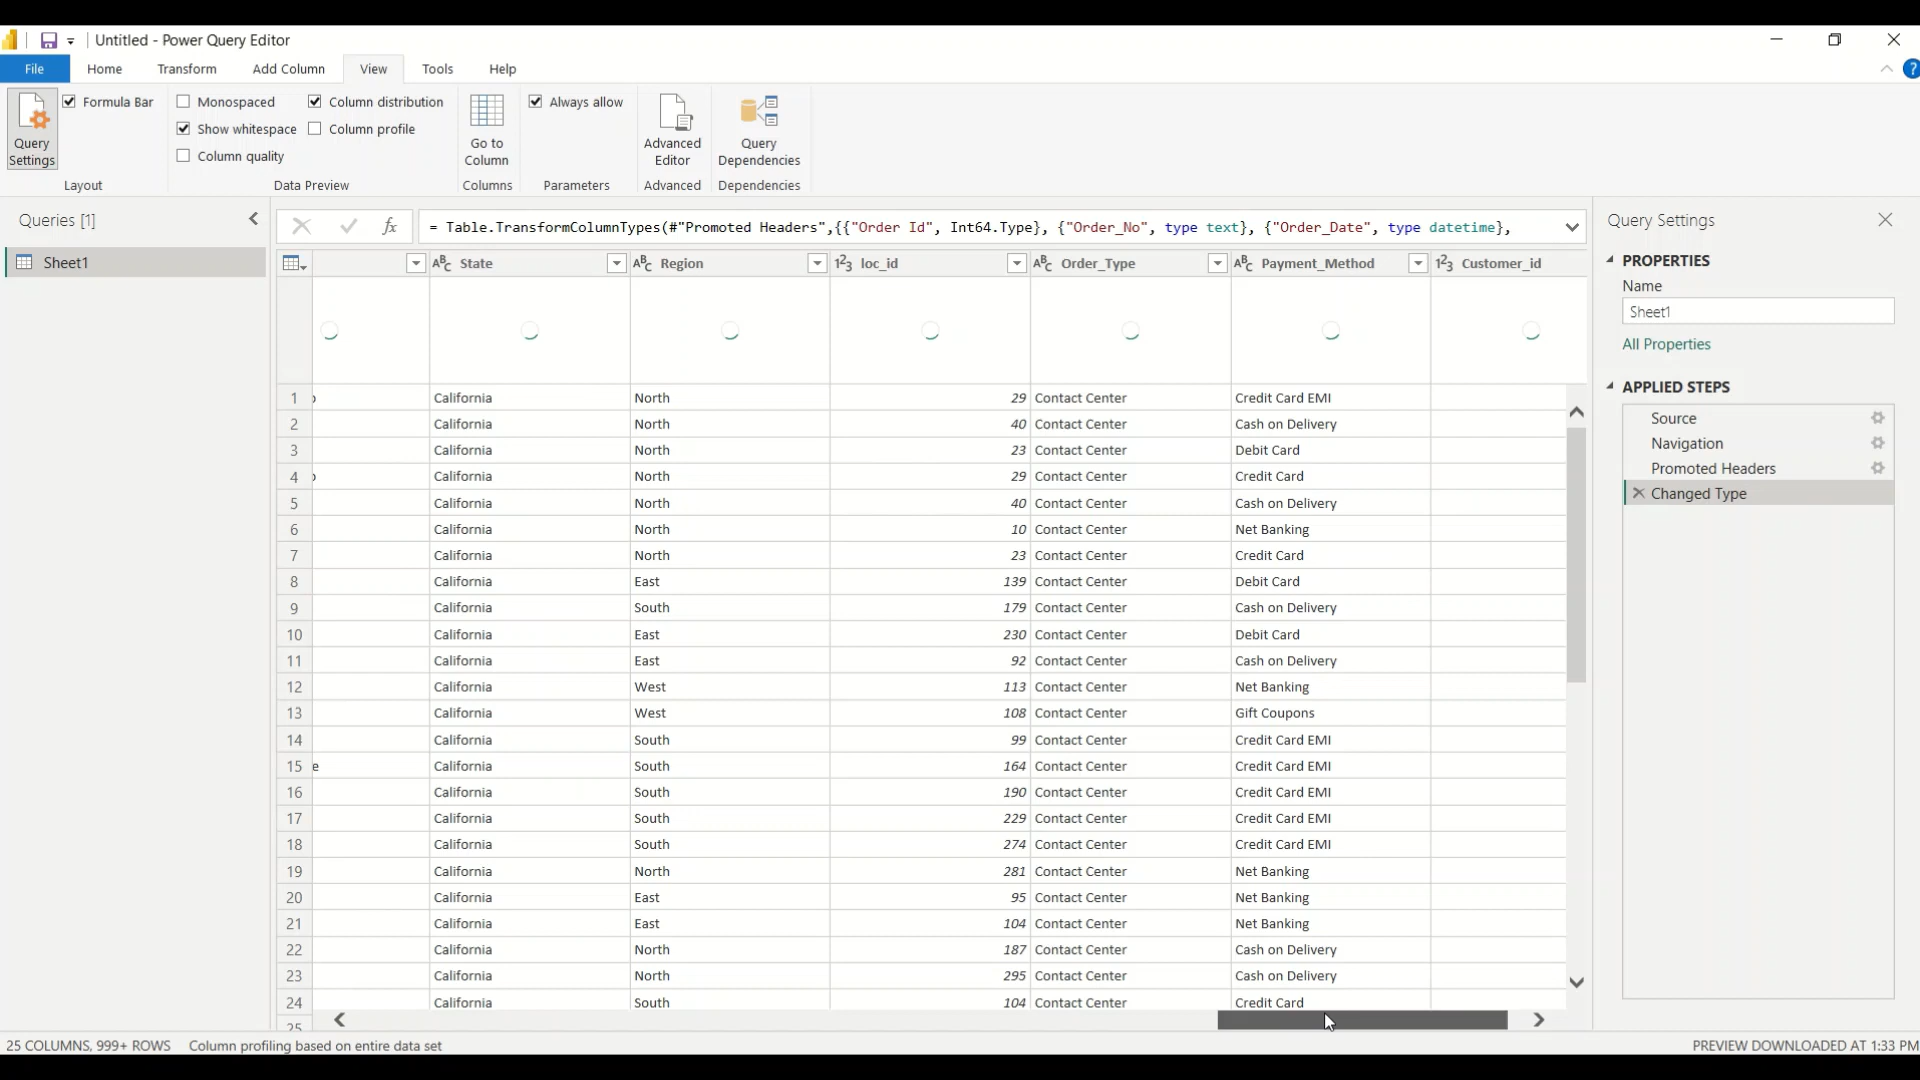 Untitled - Power Query Editor
File Home Transform Add Column View Tools Help
Query Settings
Formula Bar
Layout
Monospaced
Show whitespace
Column quality
Column distribution
Column profile
Data Preview
Go to Column
Columns
Always allow
Parameters
Advanced Editor
Advanced
Query Dependencies
Dependencies
Queries [1]
Sheet1
fx = Table.TransformColumnTypes(#"Promoted Headers",{{"Order Id", Int64.Type}, {"Order_No", type text}, {"Order_Date", type datetime},
ABC State ABC Region 123 loc_id ABC Order_Type ABC Payment_Method 123 Customer_id
1 California North 29 Contact Center Credit Card EMI
2 California North 40 Contact Center Cash on Delivery
3 California North 23 Contact Center Debit Card
4 California North 29 Contact Center Credit Card
5 California North 40 Contact Center Cash on Delivery
6 California North 10 Contact Center Net Banking
7 California North 23 Contact Center Credit Card
8 California East 139 Contact Center Debit Card
9 California South 179 Contact Center Cash on Delivery
10 California East 230 Contact Center Debit Card
11 California East 92 Contact Center Cash on Delivery
12 California West 113 Contact Center Net Banking
13 California West 108 Contact Center Gift Coupons
14 California South 99 Contact Center Credit Card EMI
15 e California South 164 Contact Center Credit Card EMI
16 California South 190 Contact Center Credit Card EMI
17 California South 229 Contact Center Credit Card EMI
18 California South 274 Contact Center Credit Card EMI
19 California North 281 Contact Center Net Banking
20 California East 95 Contact Center Net Banking
21 California East 104 Contact Center Net Banking
22 California North 187 Contact Center Cash on Delivery
23 California North 295 Contact Center Cash on Delivery
24 California South 104 Contact Center Credit Card
25
Query Settings
PROPERTIES
Name
Sheet1
All Properties
APPLIED STEPS
Source
Navigation
Promoted Headers
Changed Type
25 COLUMNS, 999+ ROWS Column profiling based on entire data set
PREVIEW DOWNLOADED AT 1:33 PM